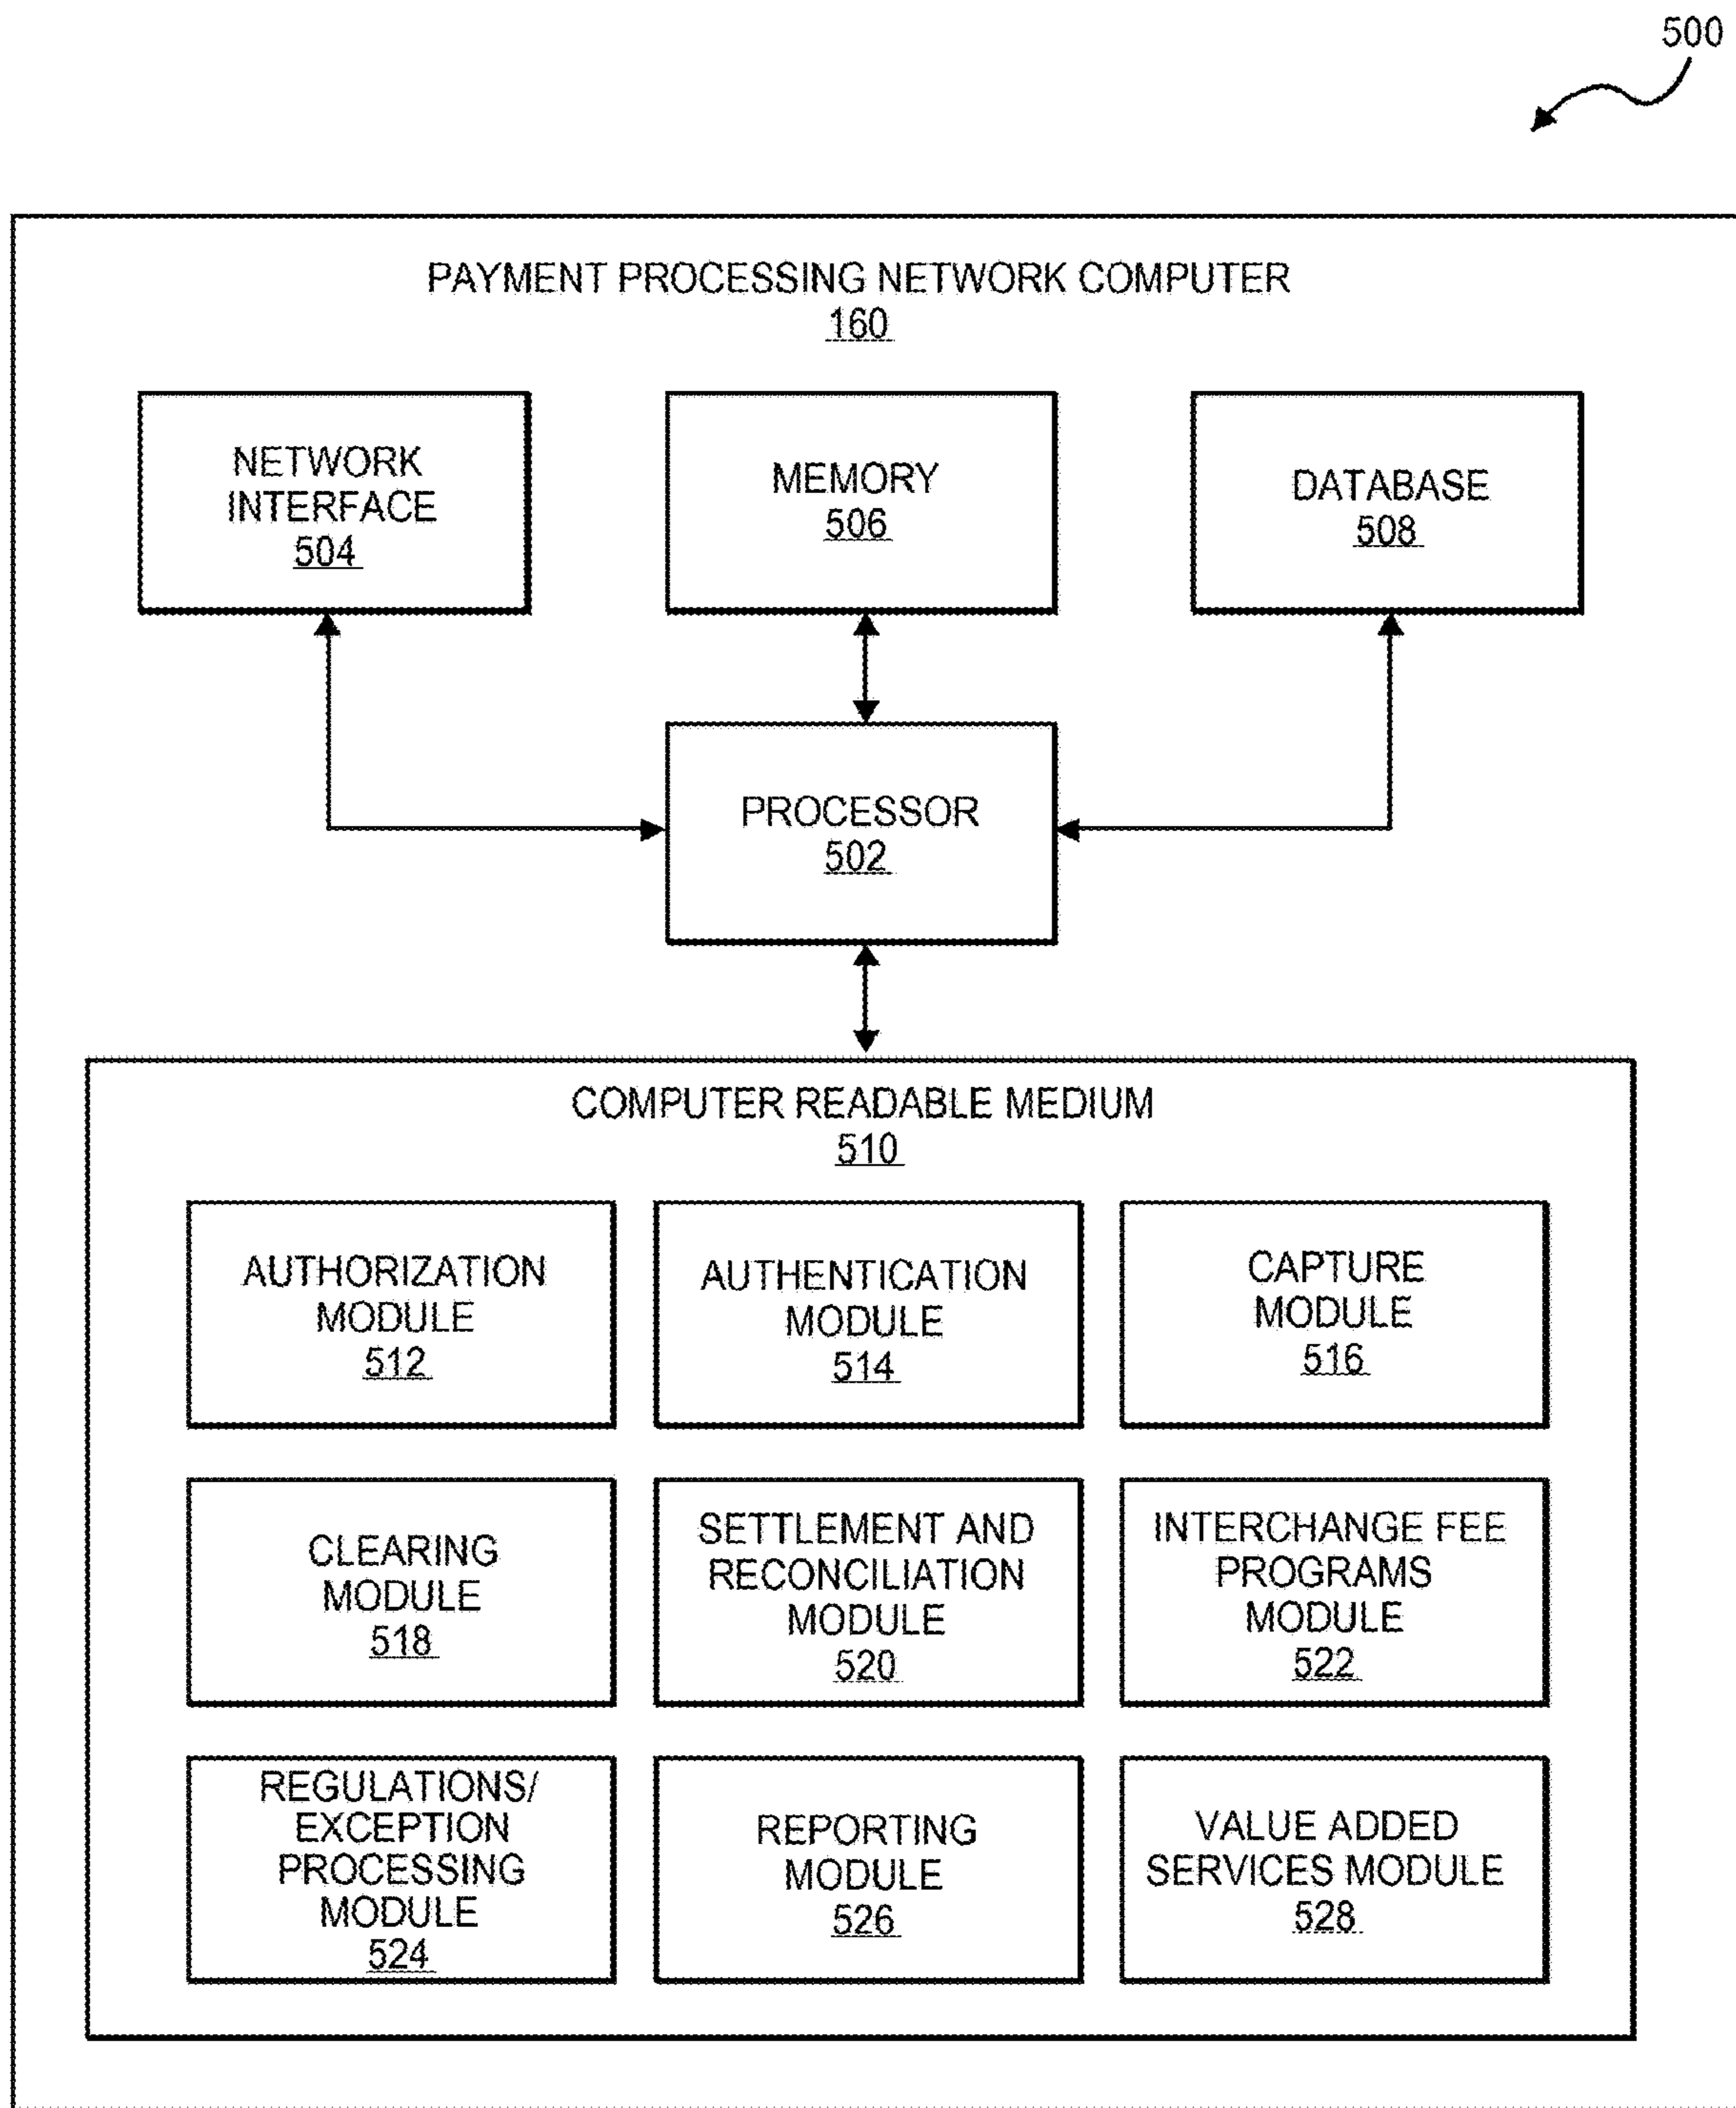 500
PAYMENT PROCESSING NETWORK COMPUTER
160
NETWORK
INTERFACE
504
MEMORY
506
DATABASE
508
PROCESSOR
502
COMPUTER READABLE MEDIUM
510
AUTHORIZATION
MODULE
512
AUTHENTICATION
MODULE
514
CAPTURE
MODULE
516
CLEARING
MODULE
518
SETTLEMENT AND
RECONCILIATION
MODULE
520
INTERCHANGE FEE
PROGRAMS
MODULE
522
REGULATIONS/
EXCEPTION
PROCESSING
MODULE
524
REPORTING
MODULE
526
VALUE ADDED
SERVICES MODULE
528